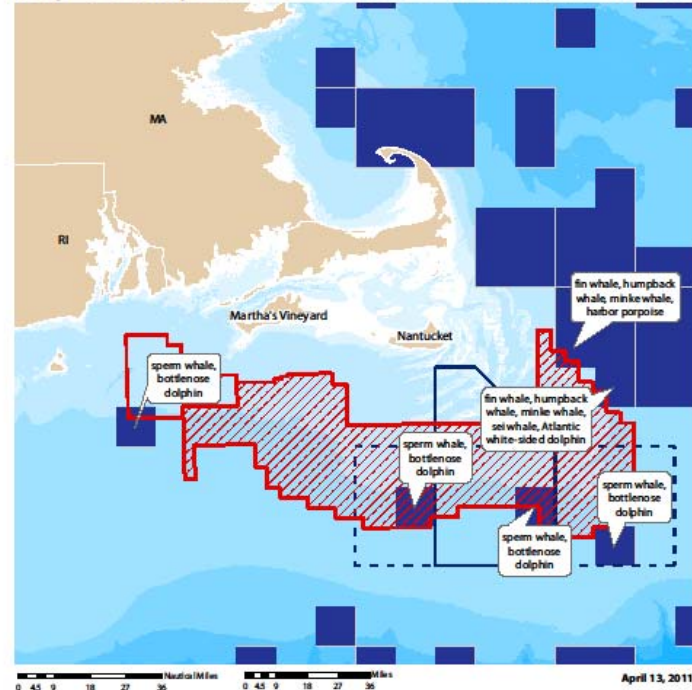 MA
RI
fin whale, humpback
whale, minke whale,
harbor porpoise
Martha's Vineyard
Nantucket
sperm whale,
bottlenose
dolphin
fin whale, humpback
whale, minke whale,
sei whale, Atlantic
white-sided dolphin
sperm whale,
bottlenose
dolphin
sperm whale,
bottlenose
dolphin
sperm whale,
bottlenose
dolphin
Nautical Miles
0 4.5 9 18 27 36
Miles
0 4.5 9 18 27 36
April 13, 2011